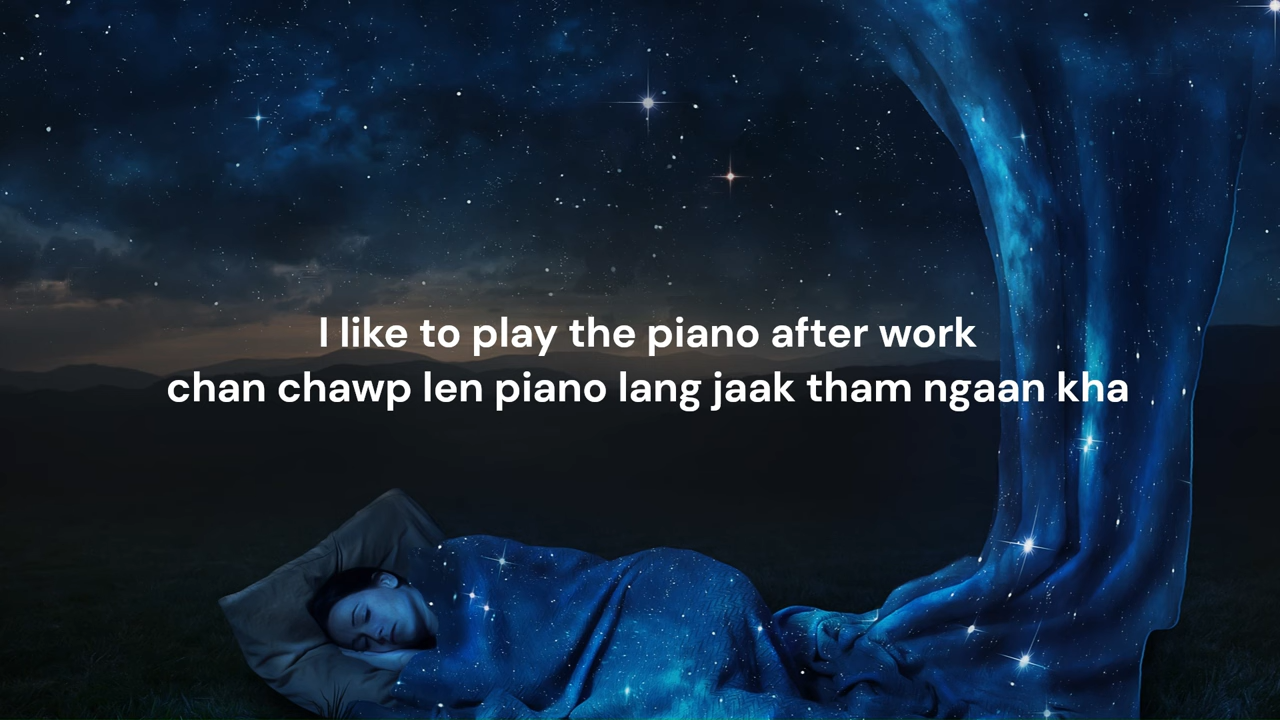 I like to play the piano after work
chan chawp len piano lang jaak tham ngaan kha